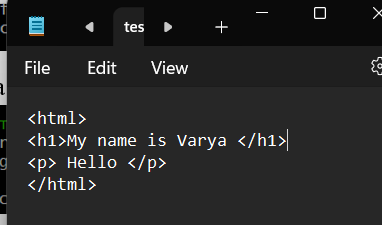 tes
File Edit View
<html>
<h1>My name is Varya </h1>
<p> Hello </p>
</html>